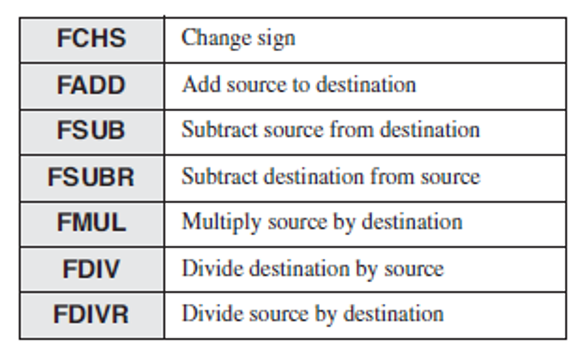 FCHS Change sign
FADD Add source to destination
FSUB Subtract source from destination
FSUBR Subtract destination from source
FMUL Multiply source by destination
FDIV Divide destination by source
FDIVR Divide source by destination